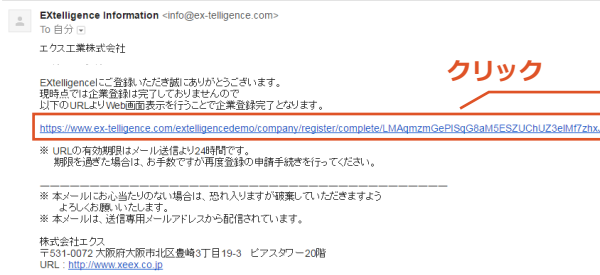 EXtelligence Information <info@ex-telligence.com>
To 自分
エクス工業株式会社
クリック
EXtelligenceにご登録いただき誠にありがとうございます。
現時点では企業登録は完了しておりませんので
以下のURLよりWeb画面表示を行うことで企業登録完了となります。
https://www.ex-telligence.com/extelligencedemo/company/register/complete/LMAqmzmGePISqG8aM5ESZUChUZ3elMf7zhx
※ URLの有効期限はメール送信より24時間です。
期限を過ぎた場合は、お手数ですが再度登録の申請手続きを行ってください。
※ 本メールにお心当たりのない場合は、恐れ入りますが破棄していただきますよう
よろしくお願いいたします。
※ 本メールは、送信専用メールアドレスから配信されています。
株式会社エクス
〒531-0072 大阪府大阪市北区豊崎3丁目19-3　ピアスタワー20階
URL : http://www.xeex.co.jp